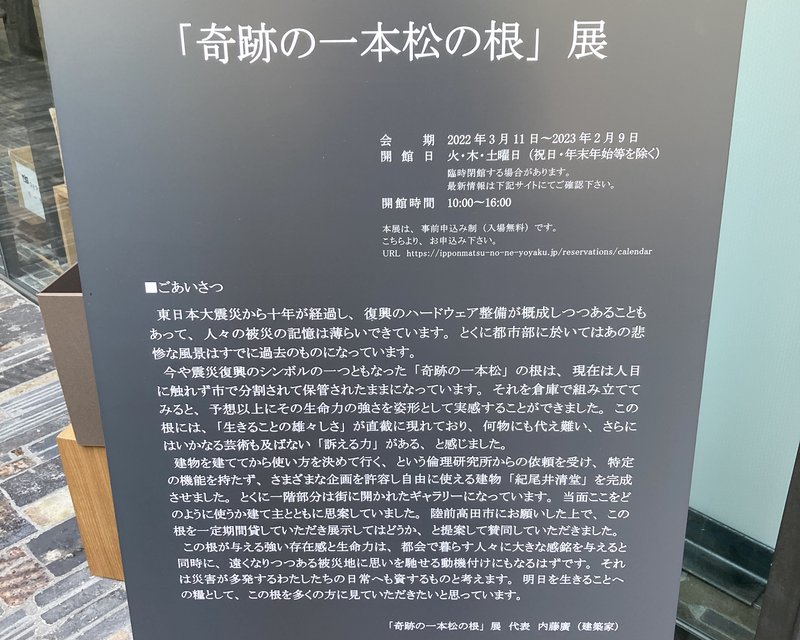 「奇跡の一本松の根」展
会　期　2022年3月11日〜2023年2月9日
開館日　火・木・土曜日（祝日・年末年始等を除く）
臨時閉館する場合があります。
最新情報は下記サイトにてご確認下さい。
開館時間　10:00〜16:00
本展は、事前申込み制（入場無料）です。
こちらより、お申込み下さい。
URL https://ipponmatsu-no-ne-yoyaku.jp/reservations/calendar
■ごあいさつ
東日本大震災から十年が経過し、復興のハードウェア整備が概成しつつあることも
あって、人々の被災の記憶は薄らいできています。とくに都市部に於いてはあの悲
惨な風景はすでに過去のものになっています。
今や震災復興のシンボルの一つともなった「奇跡の一本松」の根は、現在は人目
に触れず市で分割されて保管されたままになっています。それを倉庫で組み立てて
みると、予想以上にその生命力の強さを姿形として実感することができました。この
根には、「生きることの雄々しさ」が直截に現れており、何物にも代え難い、さらに
はいかなる芸術も及ばない「訴える力」がある、と感じました。
建物を建ててから使い方を決めて行く、という倫理研究所からの依頼を受け、特定
の機能を持たず、さまざまな企画を許容し自由に使える建物「紀尾井清堂」を完成
させました。とくに一階部分は街に開かれたギャラリーになっています。当面ここをど
のように使うか建て主とともに思案していました。陸前高田市にお願いした上で、この
根を一定期間貸していただき展示してはどうか、と提案して賛同していただきました。
この根が与える強い存在感と生命力は、都会で暮らす人々に大きな感銘を与えると
同時に、遠くなりつつある被災地に思いを馳せる動機付けにもなるはずです。それ
は災害が多発するわたしたちの日常へも資するものと考えます。明日を生きることへ
の糧として、この根を多くの方に見ていただきたいと思っています。
「奇跡の一本松の根」展 代表 内藤廣（建築家）